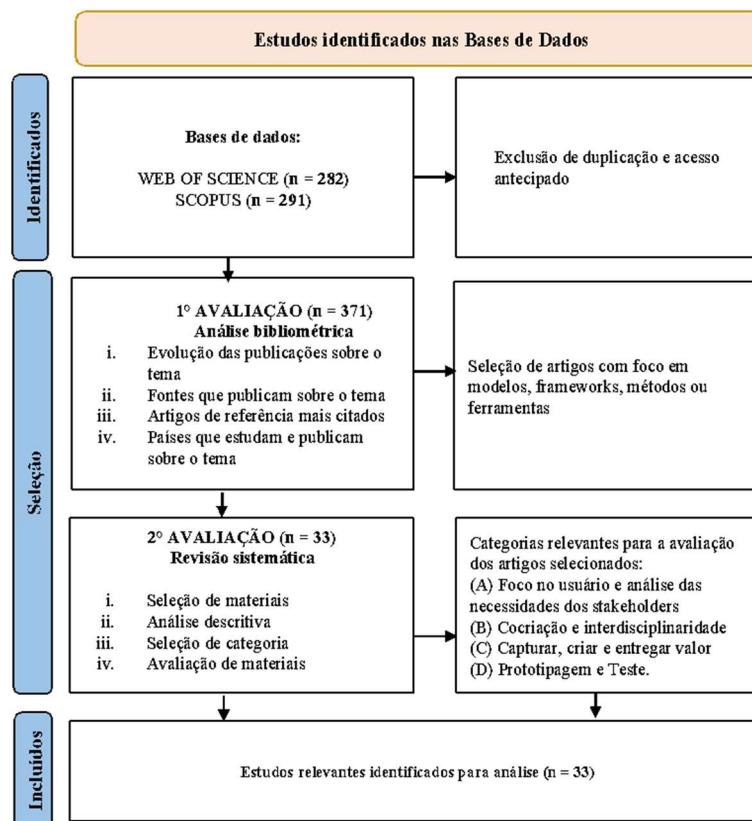 Estudos identificados nas Bases de Dados
Identificados
Bases de dados:
WEB OF SCIENCE (n = 282)
SCOPUS (n = 291)
Exclusão de duplicação e acesso
antecipado
Seleção
1° AVALIAÇÃO (n = 371)
Análise bibliométrica
i. Evolução das publicações sobre o
tema
ii. Fontes que publicam sobre o tema
iii. Artigos de referência mais citados
iv. Países que estudam e publicam
sobre o tema
Seleção de artigos com foco em
modelos, frameworks, métodos ou
ferramentas
2° AVALIAÇÃO (n = 33)
Revisão sistemática
i. Seleção de materiais
ii. Análise descritiva
iii. Seleção de categoria
iv. Avaliação de materiais
Categorias relevantes para a avaliação
dos artigos selecionados:
(A) Foco no usuário e análise das
necessidades dos stakeholders
(B) Cocriação e interdisciplinaridade
(C) Capturar, criar e entregar valor
(D) Prototipagem e Teste.
Incluídos
Estudos relevantes identificados para análise (n = 33)